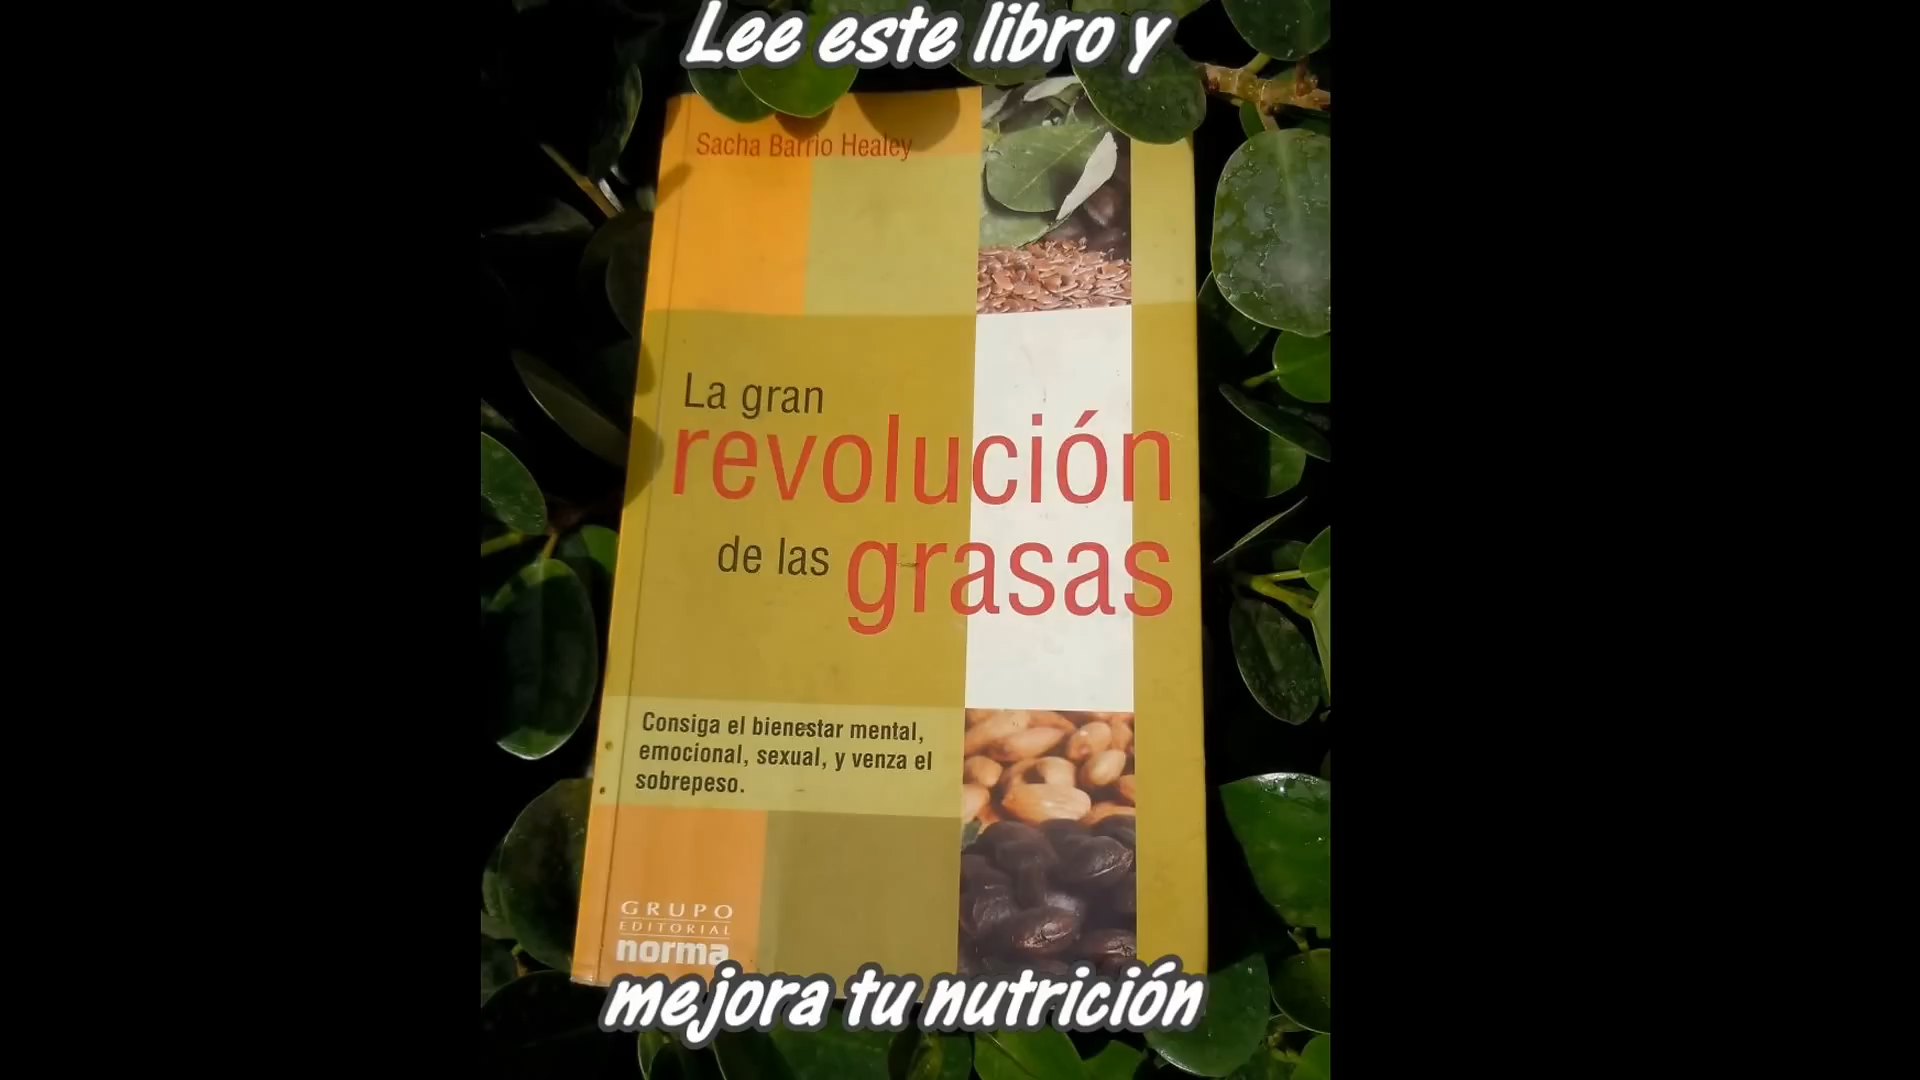 Lee este libro y
Sacha Barrio Healey
La gran
revolución
de las grasas
Consiga el bienestar mental,
emocional, sexual, y venza el
sobrepeso.
GRUPO
EDITORIAL
norma
mejora tu nutrición